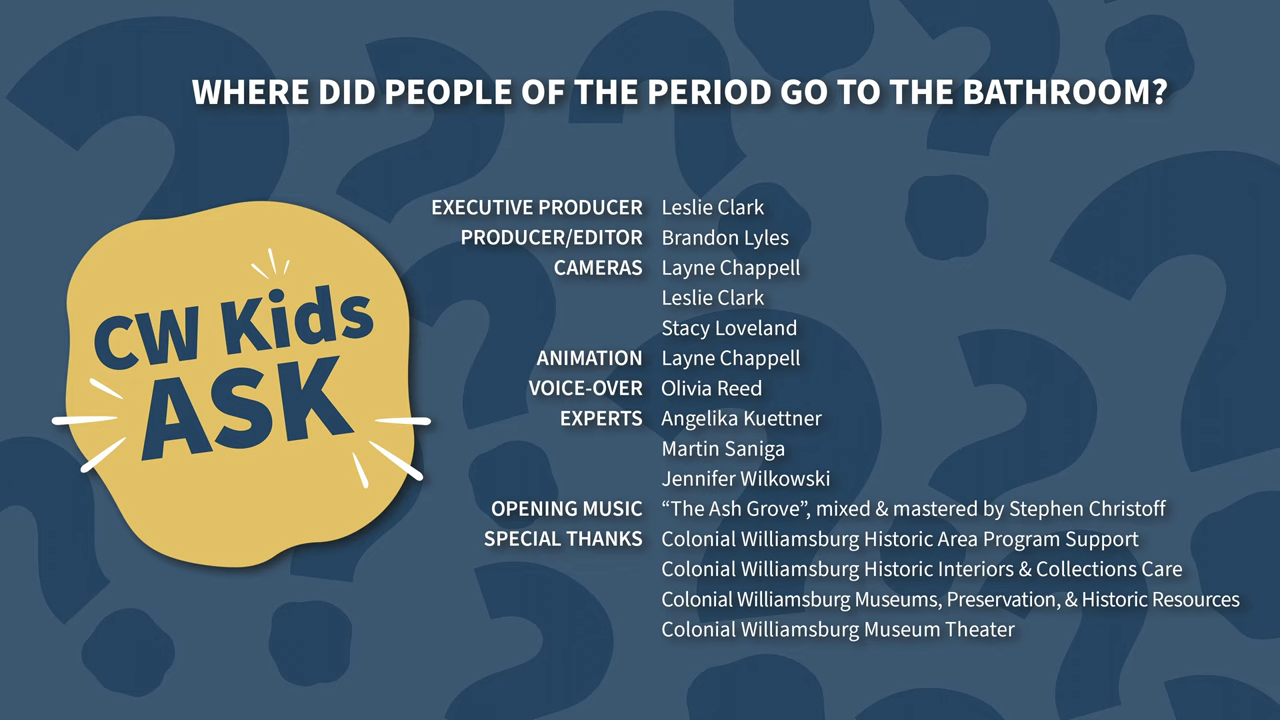 WHERE DID PEOPLE OF THE PERIOD GO TO THE BATHROOM?
CW Kids
ASK
EXECUTIVE PRODUCER Leslie Clark
PRODUCER/EDITOR Brandon Lyles
CAMERAS Layne Chappell
Leslie Clark
Stacy Loveland
ANIMATION Layne Chappell
VOICE-OVER Olivia Reed
EXPERTS Angelika Kuettner
Martin Saniga
Jennifer Wilkowski
OPENING MUSIC “The Ash Grove”, mixed & mastered by Stephen Christoff
SPECIAL THANKS Colonial Williamsburg Historic Area Program Support
Colonial Williamsburg Historic Interiors & Collections Care
Colonial Williamsburg Museums, Preservation, & Historic Resources
Colonial Williamsburg Museum Theater